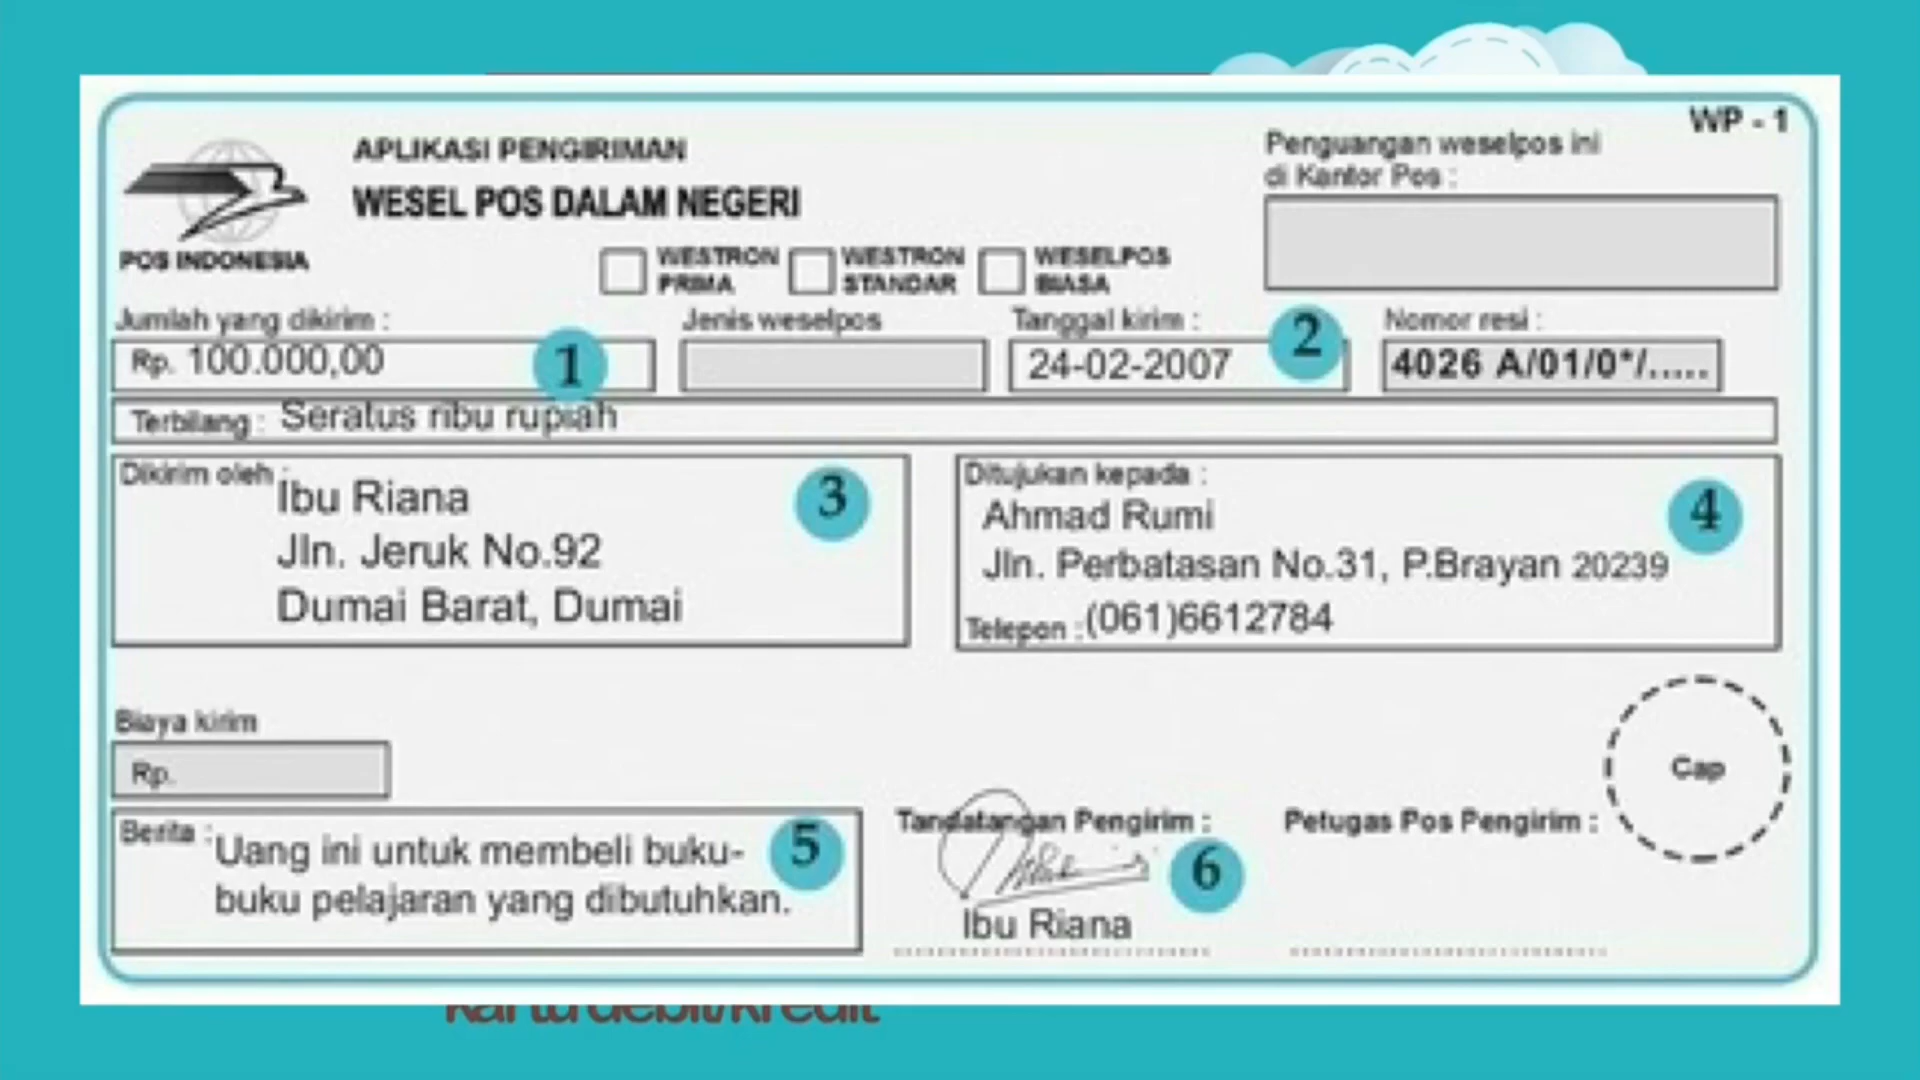 WP - 1
APLIKASI PENGIRIMAN
WESEL POS DALAM NEGERI
POS INDONESIA
Penguangan weselpos ini
di Kantor Pos :
WESTRON
PRIMA
WESTRON
STANDAR
WESELPOS
BIASA
Jumlah yang dikirim :
Rp. 100.000,00
1
Jenis weselpos
Tanggal kirim :
24-02-2007
2
Nomor resi :
4026 A/01/0*/.....
Terbilang : Seratus ribu rupiah
Dikirim oleh :
Ibu Riana
Jln. Jeruk No.92
Dumai Barat, Dumai
3
Ditujukan kepada :
Ahmad Rumi
Jln. Perbatasan No.31, P.Brayan 20239
Telepon : (061)6612784
4
Biaya kirim
Rp.
Cap
Berita : Uang ini untuk membeli buku-
buku pelajaran yang dibutuhkan.
5
Tandatangan Pengirim :
6
Ibu Riana
Petugas Pos Pengirim :
kartu debit/kredit